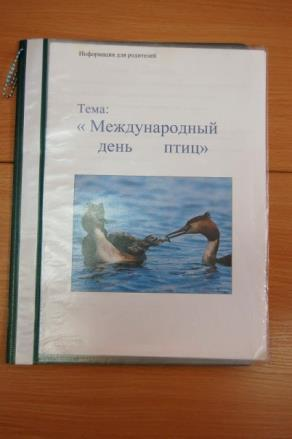 Информация для родителей
Тема:
« Международный
день птиц»